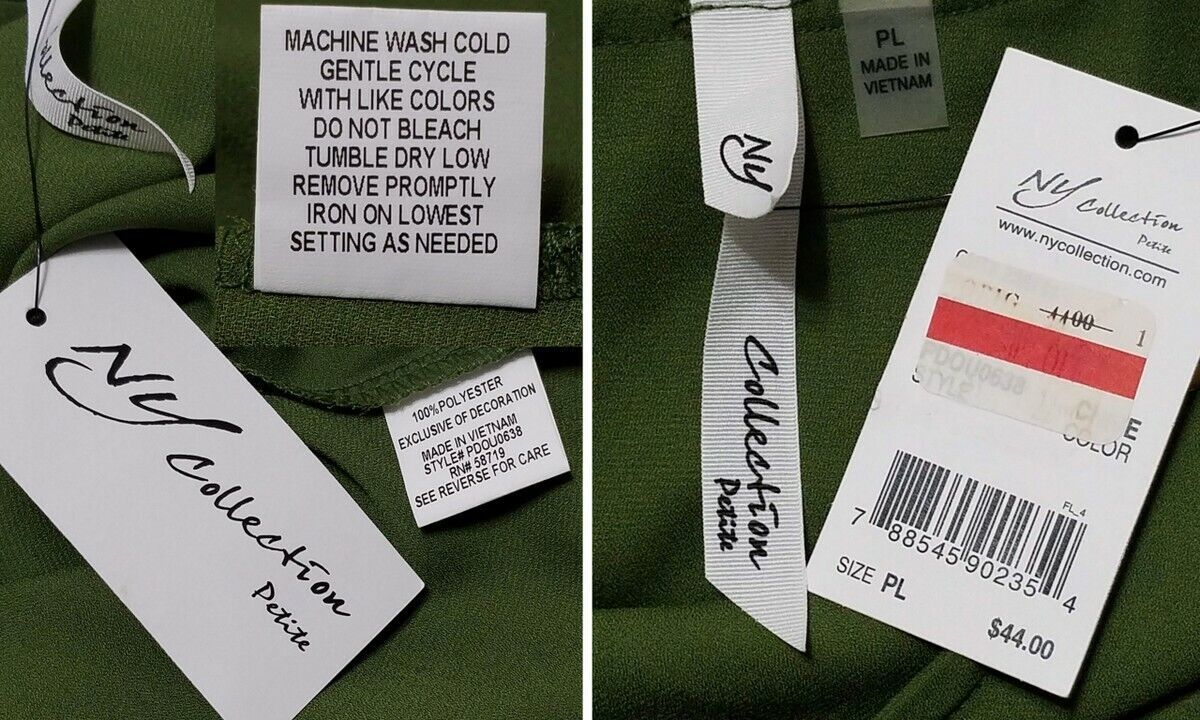 Collection
Petite
MACHINE WASH COLD
GENTLE CYCLE
WITH LIKE COLORS
DO NOT BLEACH
TUMBLE DRY LOW
REMOVE PROMPTLY
IRON ON LOWEST
SETTING AS NEEDED
NY
Collection
Petite
100%POLYESTER
EXCLUSIVE OF DECORATION
MADE IN VIETNAM
STYLE# PDOU0638
RN# 58719
SEE REVERSE FOR CARE
NY
Collection
Petite
PL
MADE IN
VIETNAM
NY Collection
Petite
www.nycollection.com
ORIG 4400 1
PDOU0638
STYLE
COLOR
FL_4
7 88545 90235 4
SIZE PL
$44.00